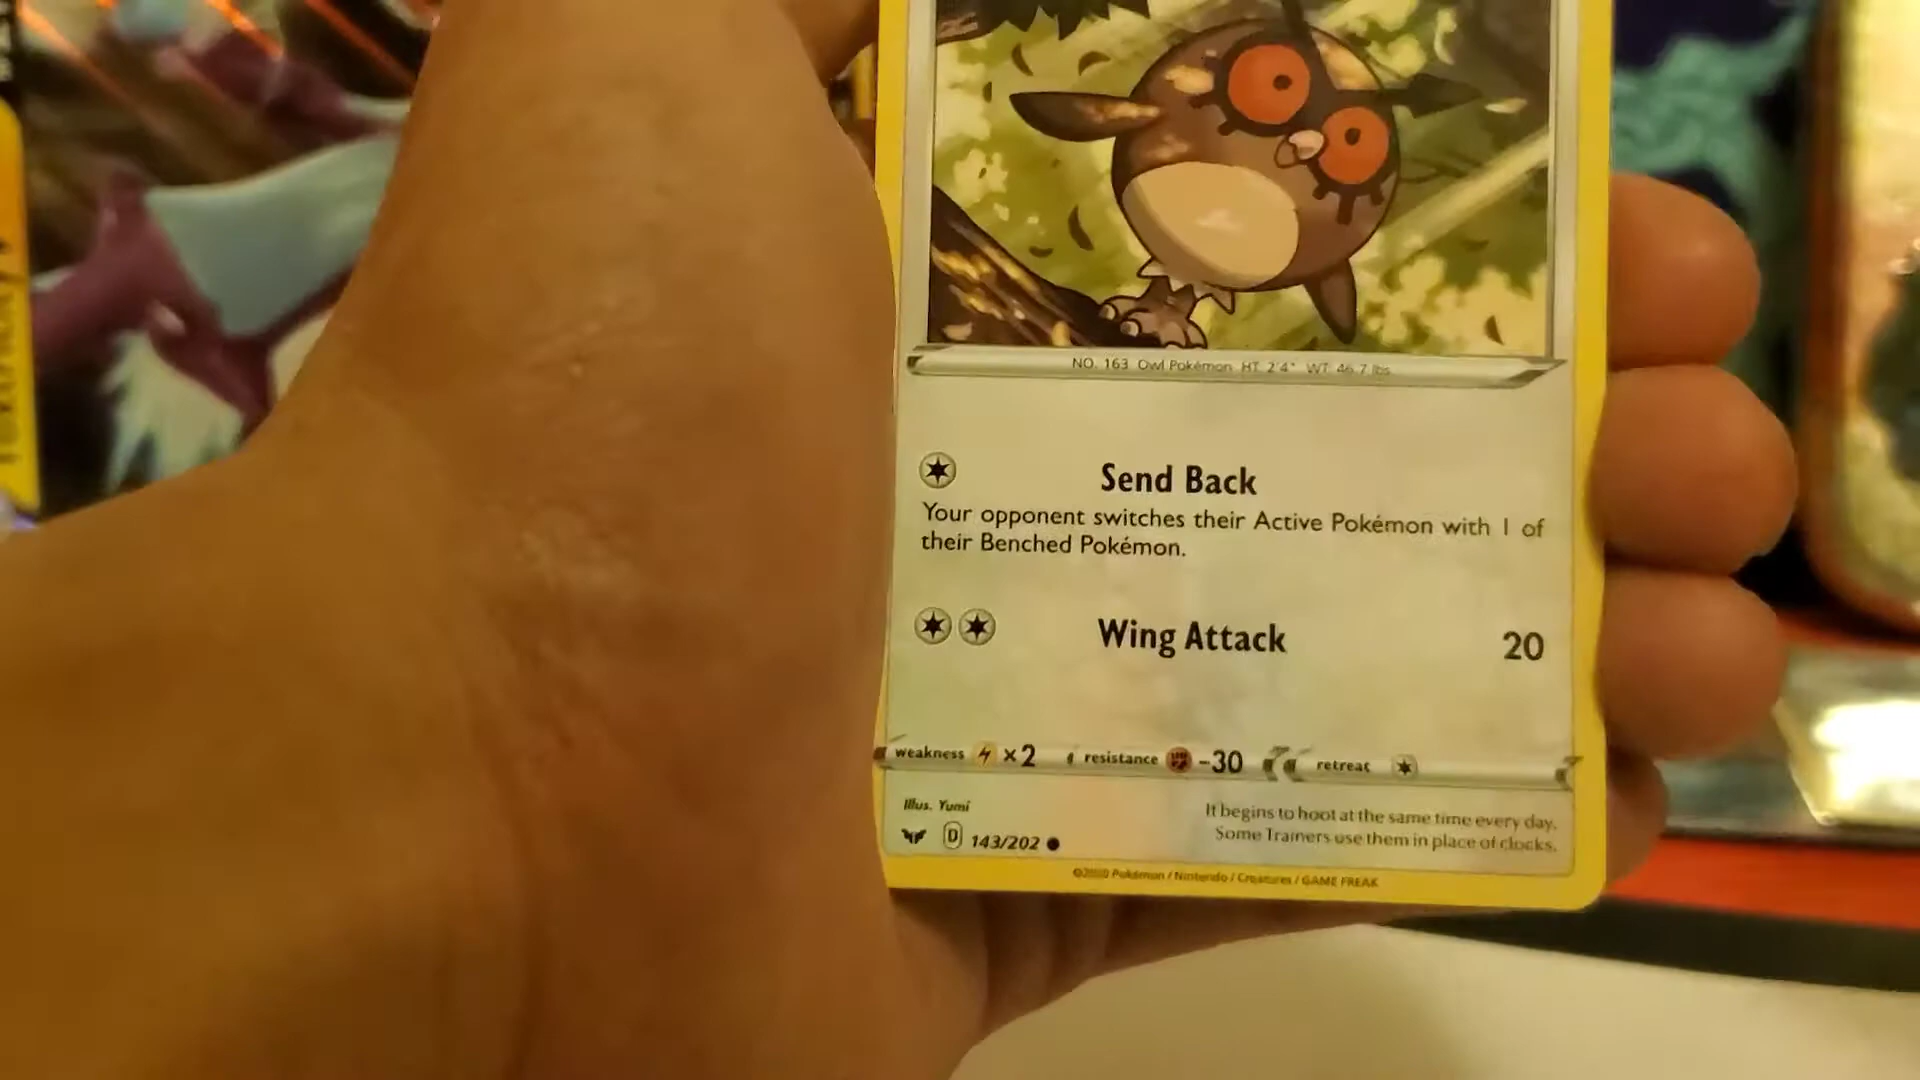 NO. 163 Owl Pokémon HT 2'4" WT 46.7 lbs
Send Back
Your opponent switches their Active Pokémon with 1 of
their Benched Pokémon.
Wing Attack 20
weakness ×2 resistance -30 retreat
Illus. Yumi
It begins to hoot at the same time every day.
Some Trainers use them in place of clocks.
D 143/202
©2020 Pokémon / Nintendo / Creatures / GAME FREAK